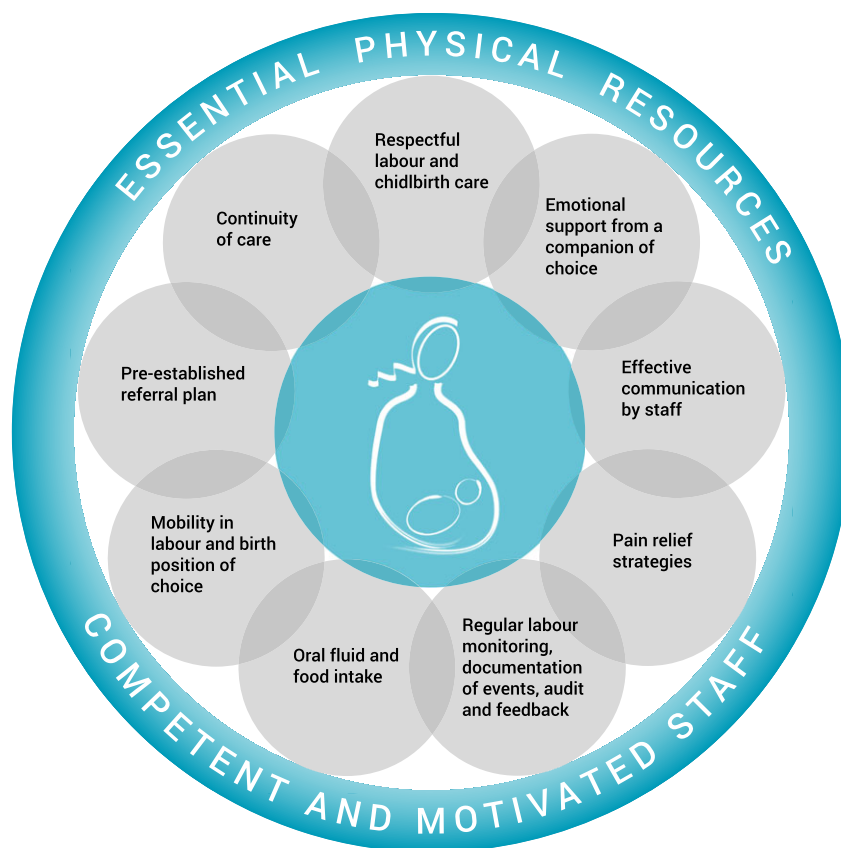 ESSENTIAL PHYSICAL RESOURCES
Respectful
labour and
chidlbirth care
Emotional
support from a
companion of
choice
Effective
communication
by staff
Pain relief
strategies
Regular labour
monitoring,
documentation
of events, audit
and feedback
Oral fluid and
food intake
Mobility in
labour and birth
position of
choice
Pre-established
referral plan
Continuity
of care
COMPETENT AND MOTIVATED STAFF